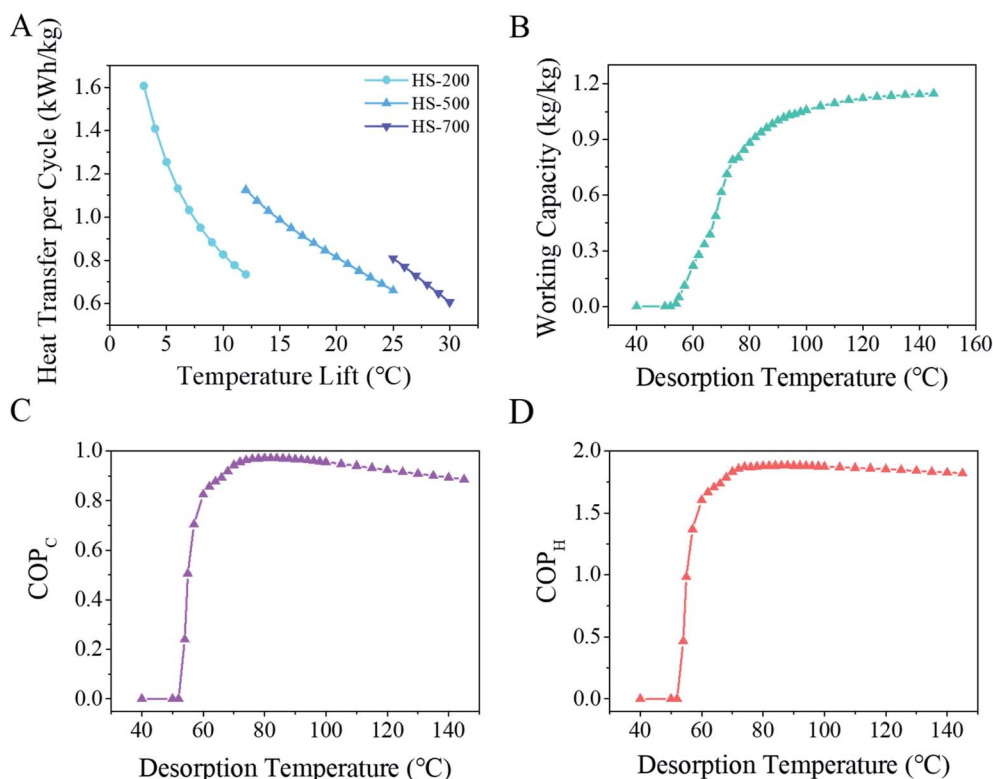 A
Heat Transfer per Cycle (kWh/kg)
1.6
1.4
1.2
1.0
0.8
0.6
HS-200
HS-500
HS-700
0 5 10 15 20 25 30
Temperature Lift (°C)
B
Working Capacity (kg/kg)
1.2
0.9
0.6
0.3
0.0
40 60 80 100 120 140 160
Desorption Temperature (°C)
C
COP_C
1.0
0.8
0.6
0.4
0.2
0.0
40 60 80 100 120 140
Desorption Temperature (°C)
D
COP_H
2.0
1.5
1.0
0.5
0.0
40 60 80 100 120 140
Desorption Temperature (°C)